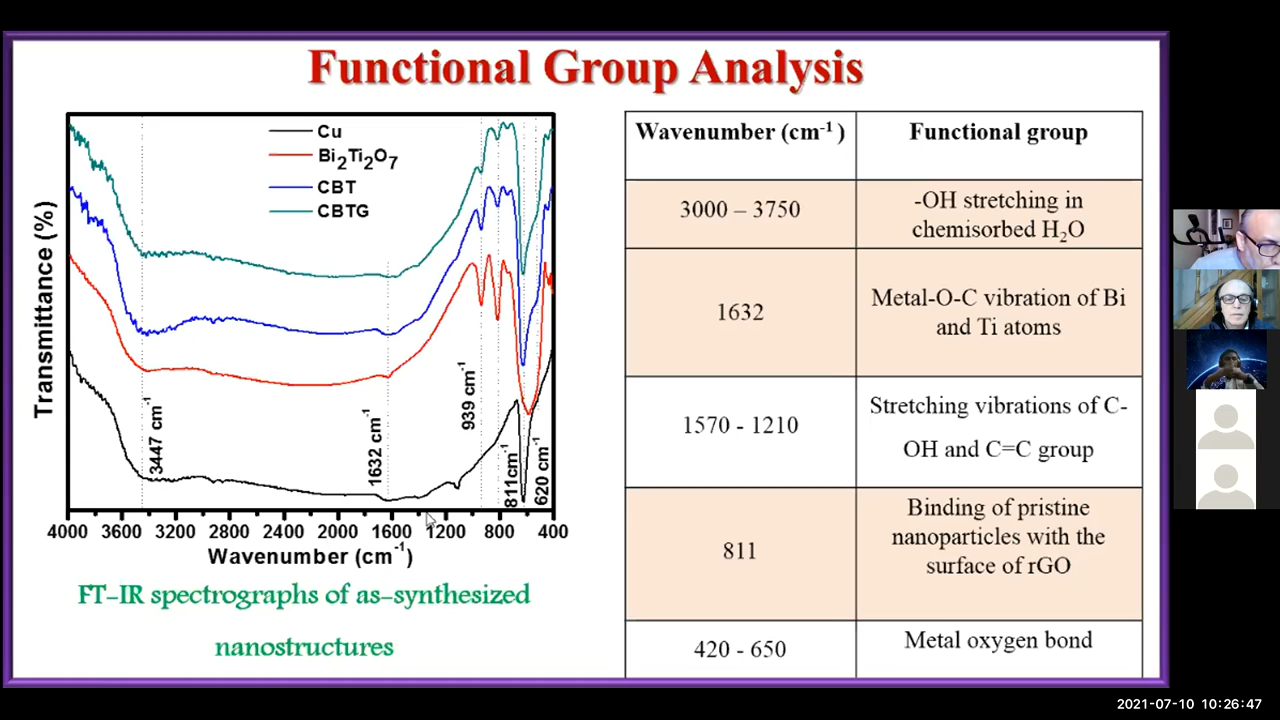 Functional Group Analysis
Cu
Bi₂Ti₂O₇
CBT
CBTG
Transmittance (%)
3447 cm⁻¹
1632 cm⁻¹
939 cm⁻¹
811cm⁻¹
620 cm⁻¹
4000 3600 3200 2800 2400 2000 1600 1200 800 400
Wavenumber (cm⁻¹)
FT-IR spectrographs of as-synthesized
nanostructures
Wavenumber (cm⁻¹) Functional group
3000 – 3750 -OH stretching in
chemisorbed H₂O
1632 Metal-O-C vibration of Bi
and Ti atoms
1570 - 1210 Stretching vibrations of C-
OH and C=C group
811 Binding of pristine
nanoparticles with the
surface of rGO
420 - 650 Metal oxygen bond
2021-07-10 10:26:47